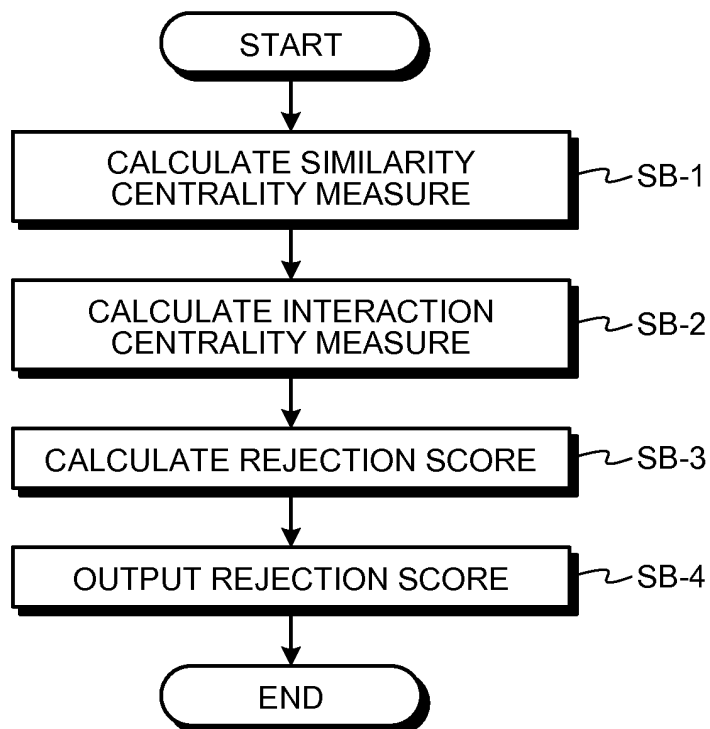 START
CALCULATE SIMILARITY
CENTRALITY MEASURE
SB-1
CALCULATE INTERACTION
CENTRALITY MEASURE
SB-2
CALCULATE REJECTION SCORE
SB-3
OUTPUT REJECTION SCORE
SB-4
END